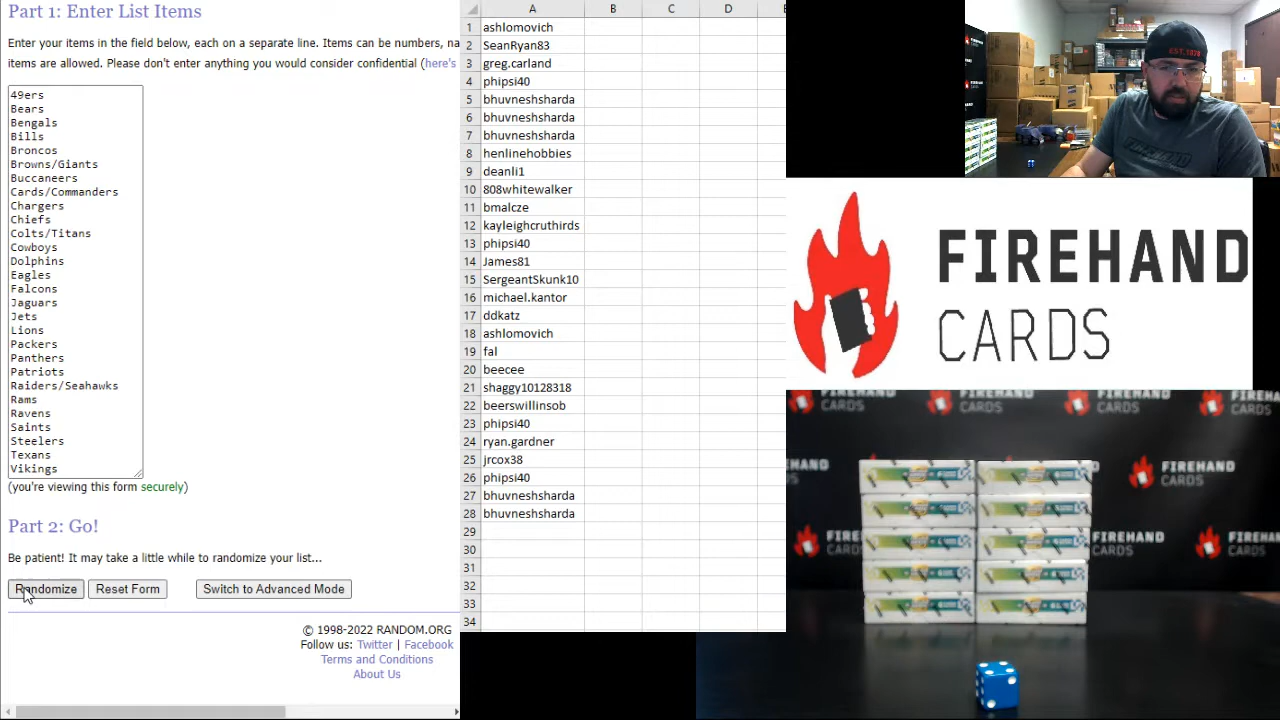 Part 1: Enter List Items
Enter your items in the field below, each on a separate line. Items can be numbers, na
items are allowed. Please don't enter anything you would consider confidential (here's
49ers
Bears
Bengals
Bills
Broncos
Browns/Giants
Buccaneers
Cards/Commanders
Chargers
Chiefs
Colts/Titans
Cowboys
Dolphins
Eagles
Falcons
Jaguars
Jets
Lions
Packers
Panthers
Patriots
Raiders/Seahawks
Rams
Ravens
Saints
Steelers
Texans
Vikings
(you're viewing this form securely)
Part 2: Go!
Be patient! It may take a little while to randomize your list...
Randomize Reset Form Switch to Advanced Mode
© 1998-2022 RANDOM.ORG
Follow us: Twitter | Facebook
Terms and Conditions
About Us
A B C D E
1 ashlomovich
2 SeanRyan83
3 greg.carland
4 phipsi40
5 bhuvneshsharda
6 bhuvneshsharda
7 bhuvneshsharda
8 henlinehobbies
9 deanli1
10 808whitewalker
11 bmalcze
12 kayleighcruthirds
13 phipsi40
14 James81
15 SergeantSkunk10
16 michael.kantor
17 ddkatz
18 ashlomovich
19 fal
20 beecee
21 shaggy10128318
22 beerswillinsob
23 phipsi40
24 ryan.gardner
25 jrcox38
26 phipsi40
27 bhuvneshsharda
28 bhuvneshsharda
29
30
31
32
33
34
EST.1878
FIREHAND
CARDS
FIREHAND
CARDS
FIREHAND
CARDS